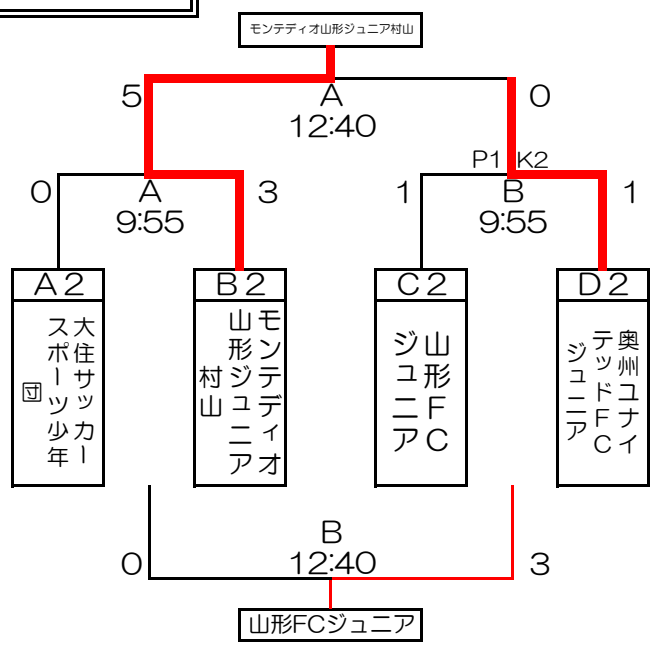 モンテディオ山形ジュニア村山
5
A
0
12:40
P1 K2
0
A
3
1
B
1
9:55
9:55
A2
B2
C2
D2
大住サッカー
スポーツ少年
団
モンテディオ
山形ジュニア
村山
山形FC
ジュニア
奥州ユナイ
テッドFC
ジュニア
B
0
12:40
3
山形FCジュニア